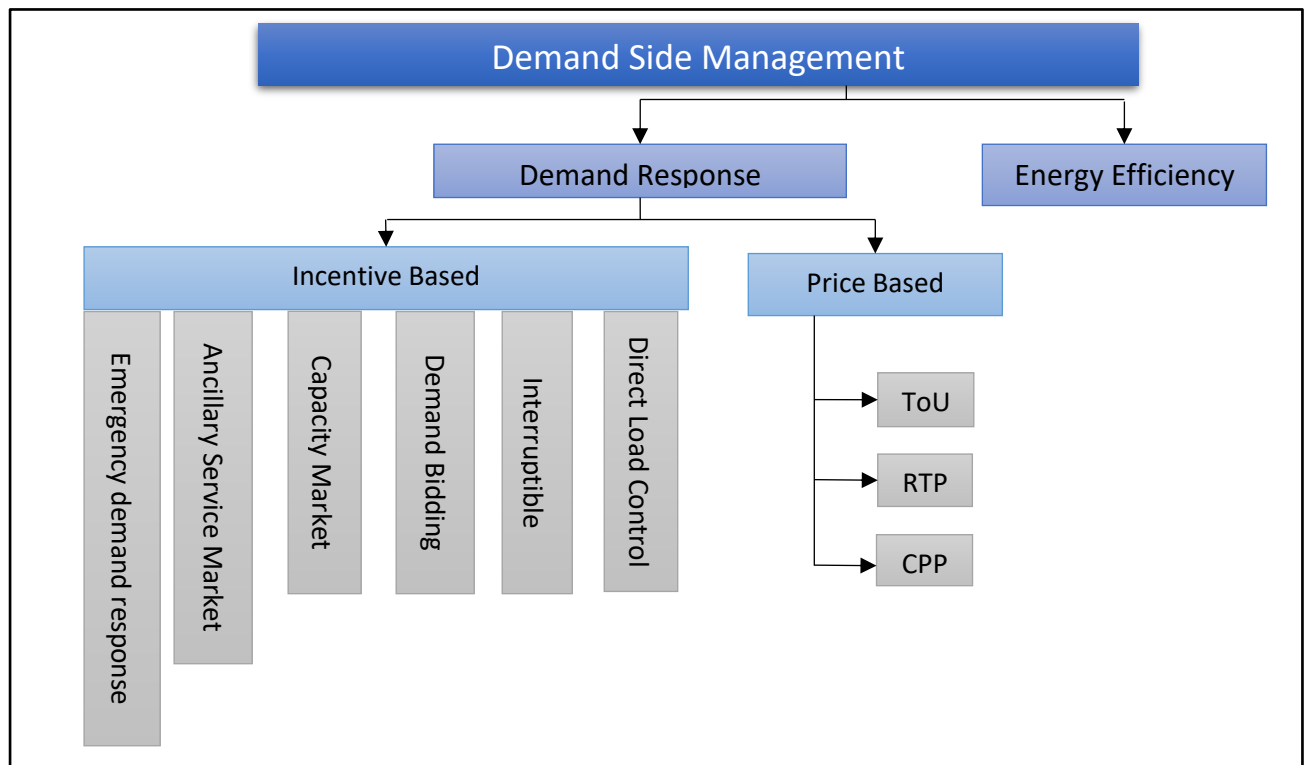 Demand Side Management
Demand Response
Energy Efficiency
Incentive Based
Price Based
Emergency demand response
Ancillary Service Market
Capacity Market
Demand Bidding
Interruptible
Direct Load Control
ToU
RTP
CPP